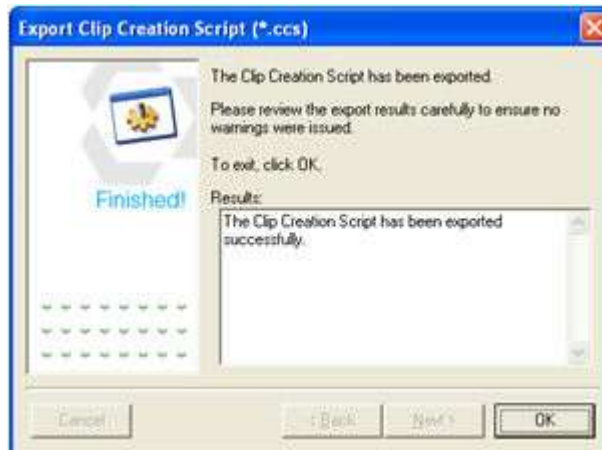 Export Clip Creation Script (*.ccs)
The Clip Creation Script has been exported.
Please review the export results carefully to ensure no
warnings were issued.
To exit, click OK.
Finished!
Results:
The Clip Creation Script has been exported
successfully.
Cancel
< Back
Next >
OK